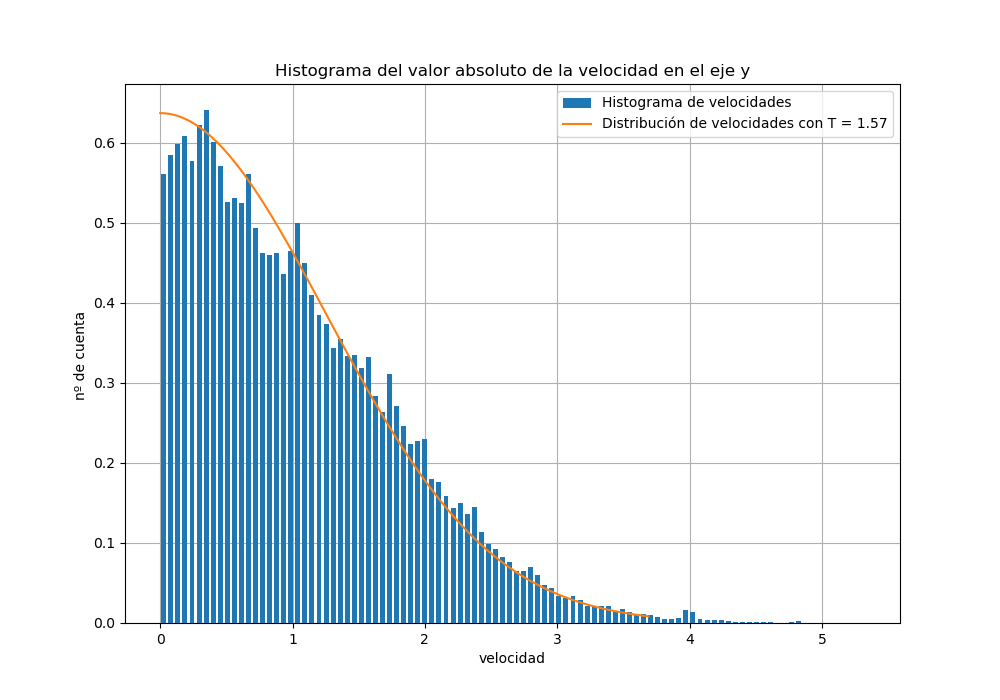 Histograma del valor absoluto de la velocidad en el eje y
Histograma de velocidades
Distribución de velocidades con T = 1.57
nº de cuenta
0.6
0.5
0.4
0.3
0.2
0.1
0.0
0 1 2 3 4 5
velocidad